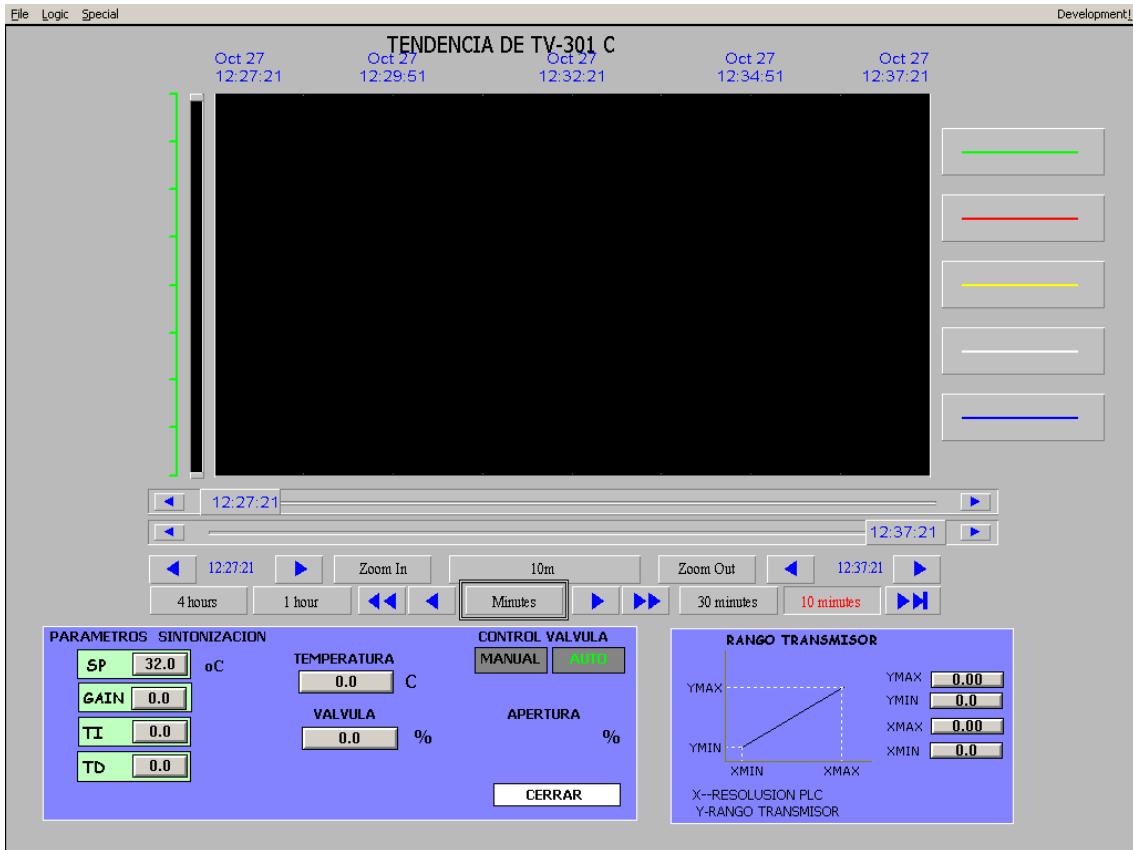 File Logic Special Development!
TENDENCIA DE TV-301 C
Oct 27 Oct 27 Oct 27 Oct 27 Oct 27
12:27:21 12:29:51 12:32:21 12:34:51 12:37:21
12:27:21
12:37:21
12:27:21 Zoom In 10m Zoom Out 12:37:21
4 hours 1 hour Minutes 30 minutes 10 minutes
PARAMETROS SINTONIZACION
SP 32.0 oC
GAIN 0.0
TI 0.0
TD 0.0
TEMPERATURA
0.0 C
VALVULA
0.0 %
CONTROL VALVULA
MANUAL AUTO
APERTURA
%
CERRAR
RANGO TRANSMISOR
YMAX
YMIN
XMIN XMAX
YMAX 0.00
YMIN 0.0
XMAX 0.00
XMIN 0.0
X--RESOLUSION PLC
Y-RANGO TRANSMISOR